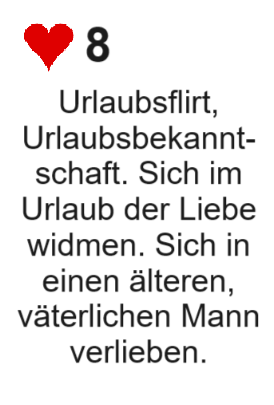 8
Urlaubsflirt,
Urlaubsbekannt-
schaft. Sich im
Urlaub der Liebe
widmen. Sich in
einen älteren,
väterlichen Mann
verlieben.